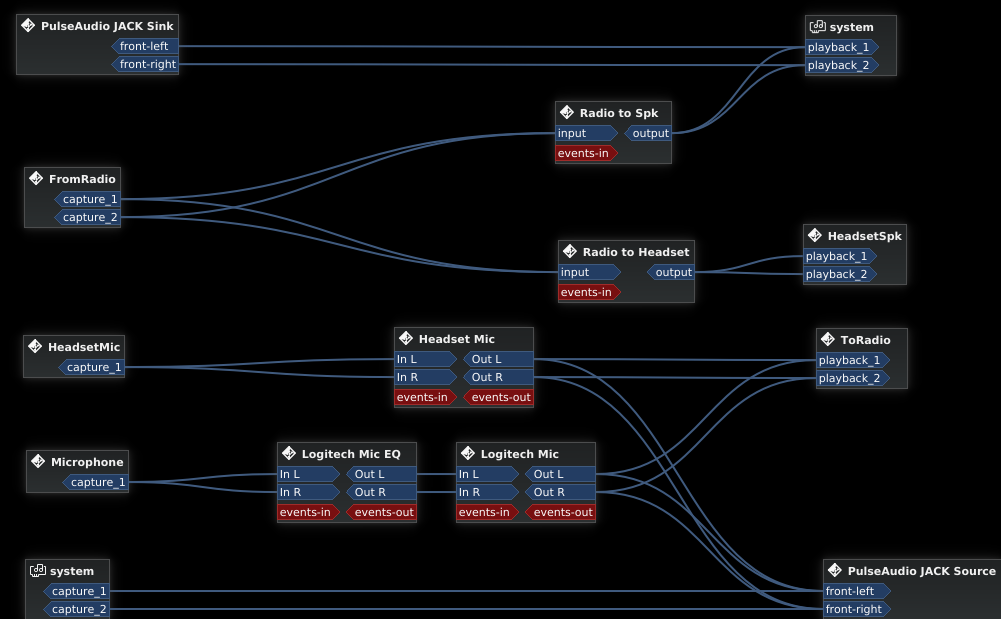 PulseAudio JACK Sink
front-left
front-right
system
playback_1
playback_2
Radio to Spk
input output
events-in
FromRadio
capture_1
capture_2
Radio to Headset
input output
events-in
HeadsetSpk
playback_1
playback_2
HeadsetMic
capture_1
Headset Mic
In L Out L
In R Out R
events-in events-out
ToRadio
playback_1
playback_2
Microphone
capture_1
Logitech Mic EQ
In L Out L
In R Out R
events-in events-out
Logitech Mic
In L Out L
In R Out R
events-in events-out
system
capture_1
capture_2
PulseAudio JACK Source
front-left
front-right